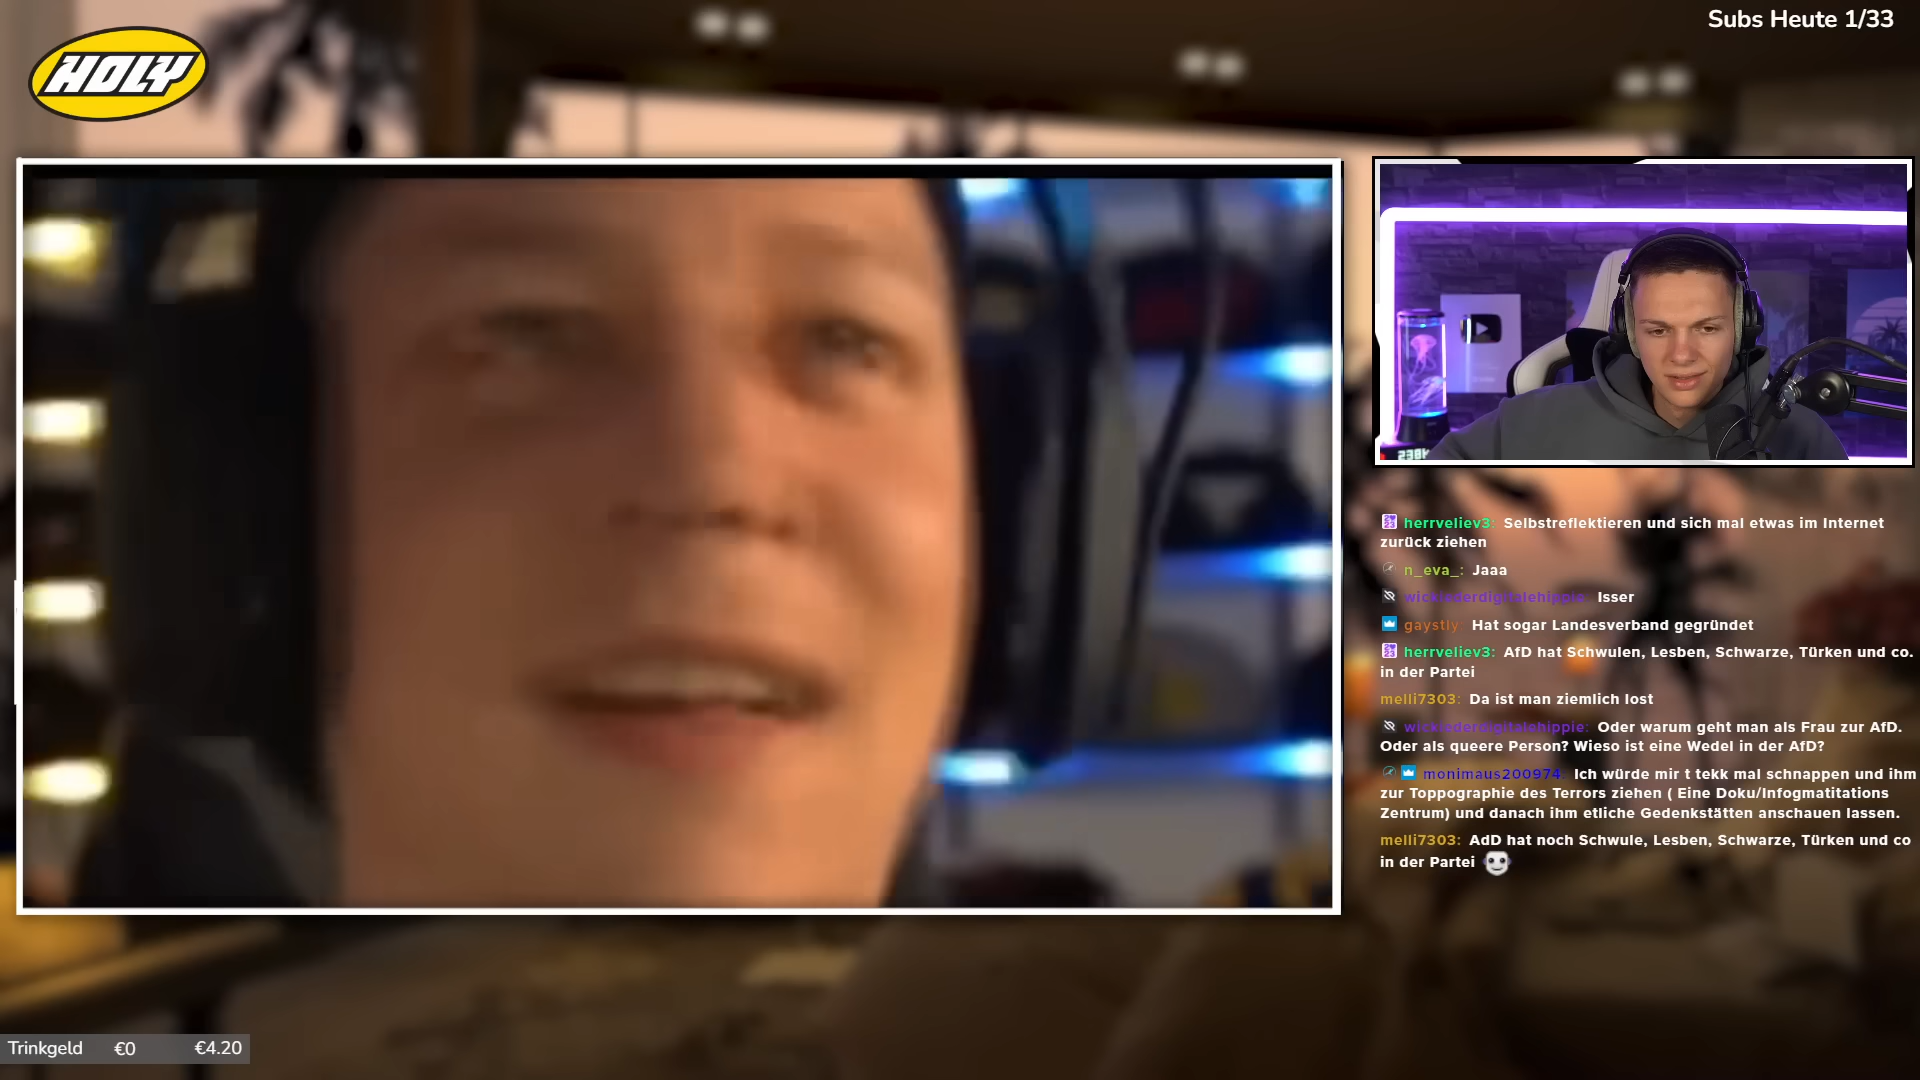 HOLY
Subs Heute 1/33
herrveliev3: Selbstreflektieren und sich mal etwas im Internet
zurück ziehen
n_eva_: Jaaa
wickiederdigitalehippie: Isser
gaystly: Hat sogar Landesverband gegründet
herrveliev3: AfD hat Schwulen, Lesben, Schwarze, Türken und co.
in der Partei
melli7303: Da ist man ziemlich lost
wickiederdigitalehippie: Oder warum geht man als Frau zur AfD.
Oder als queere Person? Wieso ist eine Wedel in der AfD?
monimaus200974: Ich würde mir t tekk mal schnappen und ihm
zur Toppographie des Terrors ziehen ( Eine Doku/Infogmatitations
Zentrum) und danach ihm etliche Gedenkstätten anschauen lassen.
melli7303: AdD hat noch Schwule, Lesben, Schwarze, Türken und co
in der Partei
Trinkgeld €0 €4.20